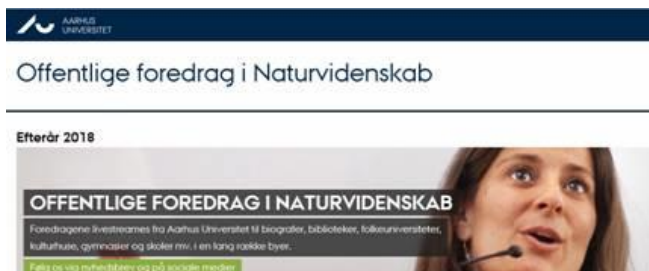 AARHUS
UNIVERSITET
Offentlige foredrag i Naturvidenskab
Efterår 2018
OFFENTLIGE FOREDRAG I NATURVIDENSKAB
Foredragene livestreames fra Aarhus Universitet til biografer, biblioteker, folkeuniversiteter,
kulturhuse, gymnasier og skoler mv. i en lang række byer.
Følg os via nyhedsbrev og på sociale medier